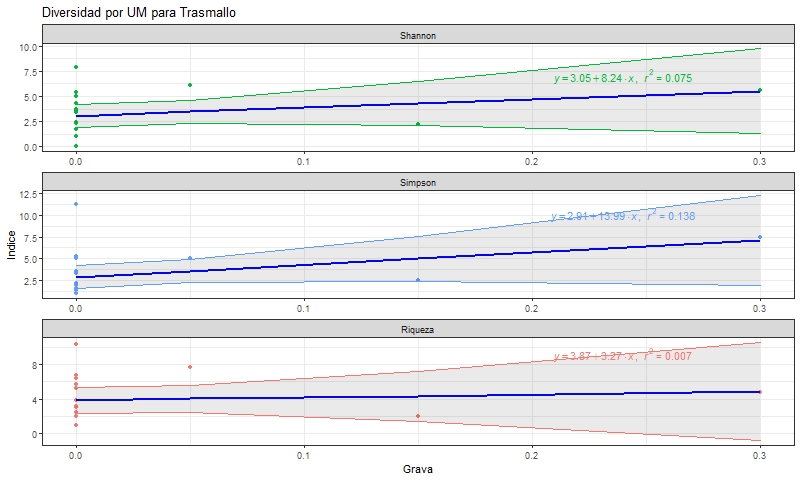 Diversidad por UM para Trasmallo
Shannon
10.0
7.5
5.0
2.5
0.0
y = 3.05 + 8.24 · x,  r² = 0.075
0.0 0.1 0.2 0.3
Simpson
12.5
10.0
7.5
5.0
2.5
y = 2.91 + 13.99 · x,  r² = 0.138
0.0 0.1 0.2 0.3
Indice
Riqueza
8
4
0
y = 3.87 + 3.27 · x,  r² = 0.007
0.0 0.1 0.2 0.3
Grava